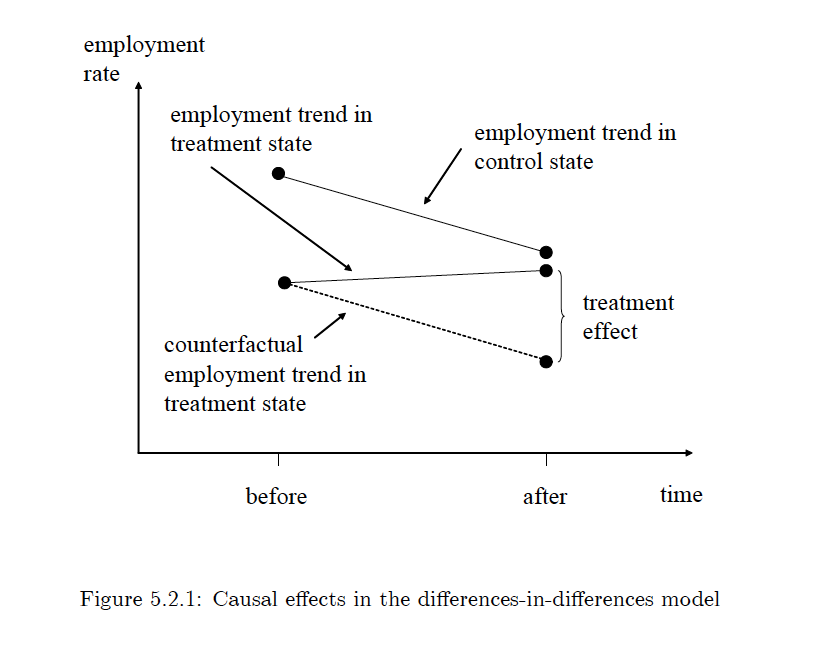 employment
rate
employment trend in
treatment state
employment trend in
control state
treatment
effect
counterfactual
employment trend in
treatment state
before
after
time
Figure 5.2.1: Causal effects in the differences-in-differences model